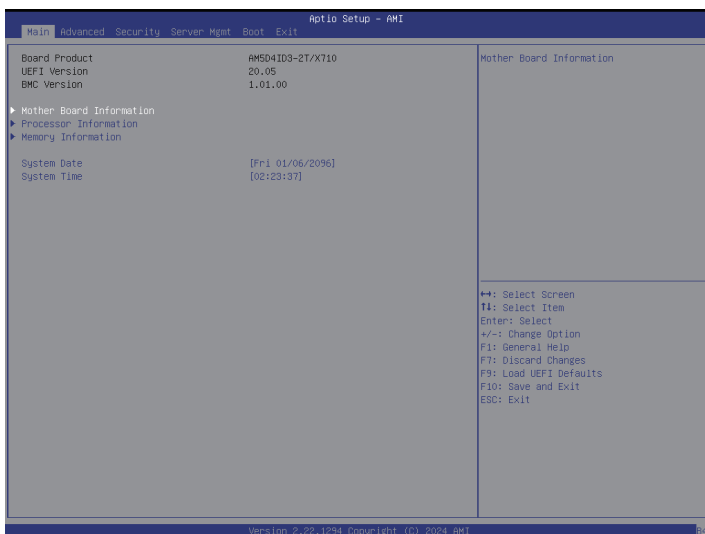 Aptio Setup – AMI
Main Advanced Security Server Mgmt Boot Exit
Board Product AM5D4ID3-2T/X710
UEFI Version 20.05
BMC Version 1.01.00
Mother Board Information
Processor Information
Memory Information
System Date [Fri 01/06/2096]
System Time [02:23:37]
Mother Board Information
↔: Select Screen
↑↓: Select Item
Enter: Select
+/-: Change Option
F1: General Help
F7: Discard Changes
F9: Load UEFI Defaults
F10: Save and Exit
ESC: Exit
Version 2.22.1294 Copyright (C) 2024 AMI